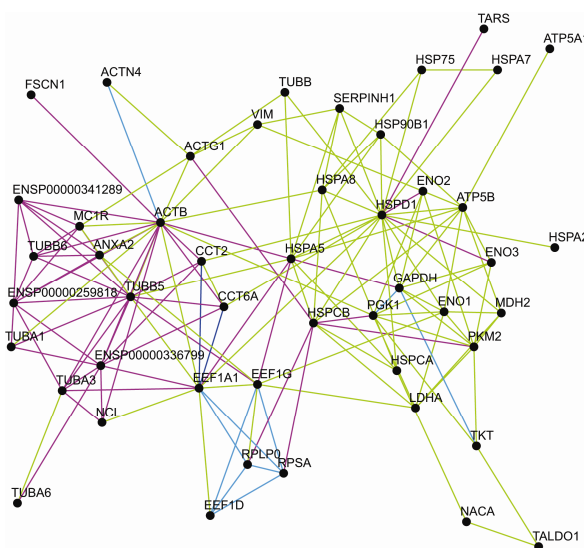 TARS
ATP5A1
HSP75
HSPA7
ACTN4
FSCN1
TUBB
SERPINH1
VIM
HSP90B1
ACTG1
ENSP00000341289
HSPA8
ENO2
MC1R
ACTB
HSPD1
ATP5B
TUBB6
ANXA2
CCT2
HSPA5
HSPA2
ENO3
TUBB5
GAPDH
ENSP00000259818
CCT6A
HSPCB
PGK1
ENO1
MDH2
TUBA1
PKM2
ENSP00000336799
HSPCA
TUBA3
EEF1A1
EEF1G
NCL
LDHA
TKT
RPLP0
RPSA
TUBA6
EEF1D
NACA
TALDO1